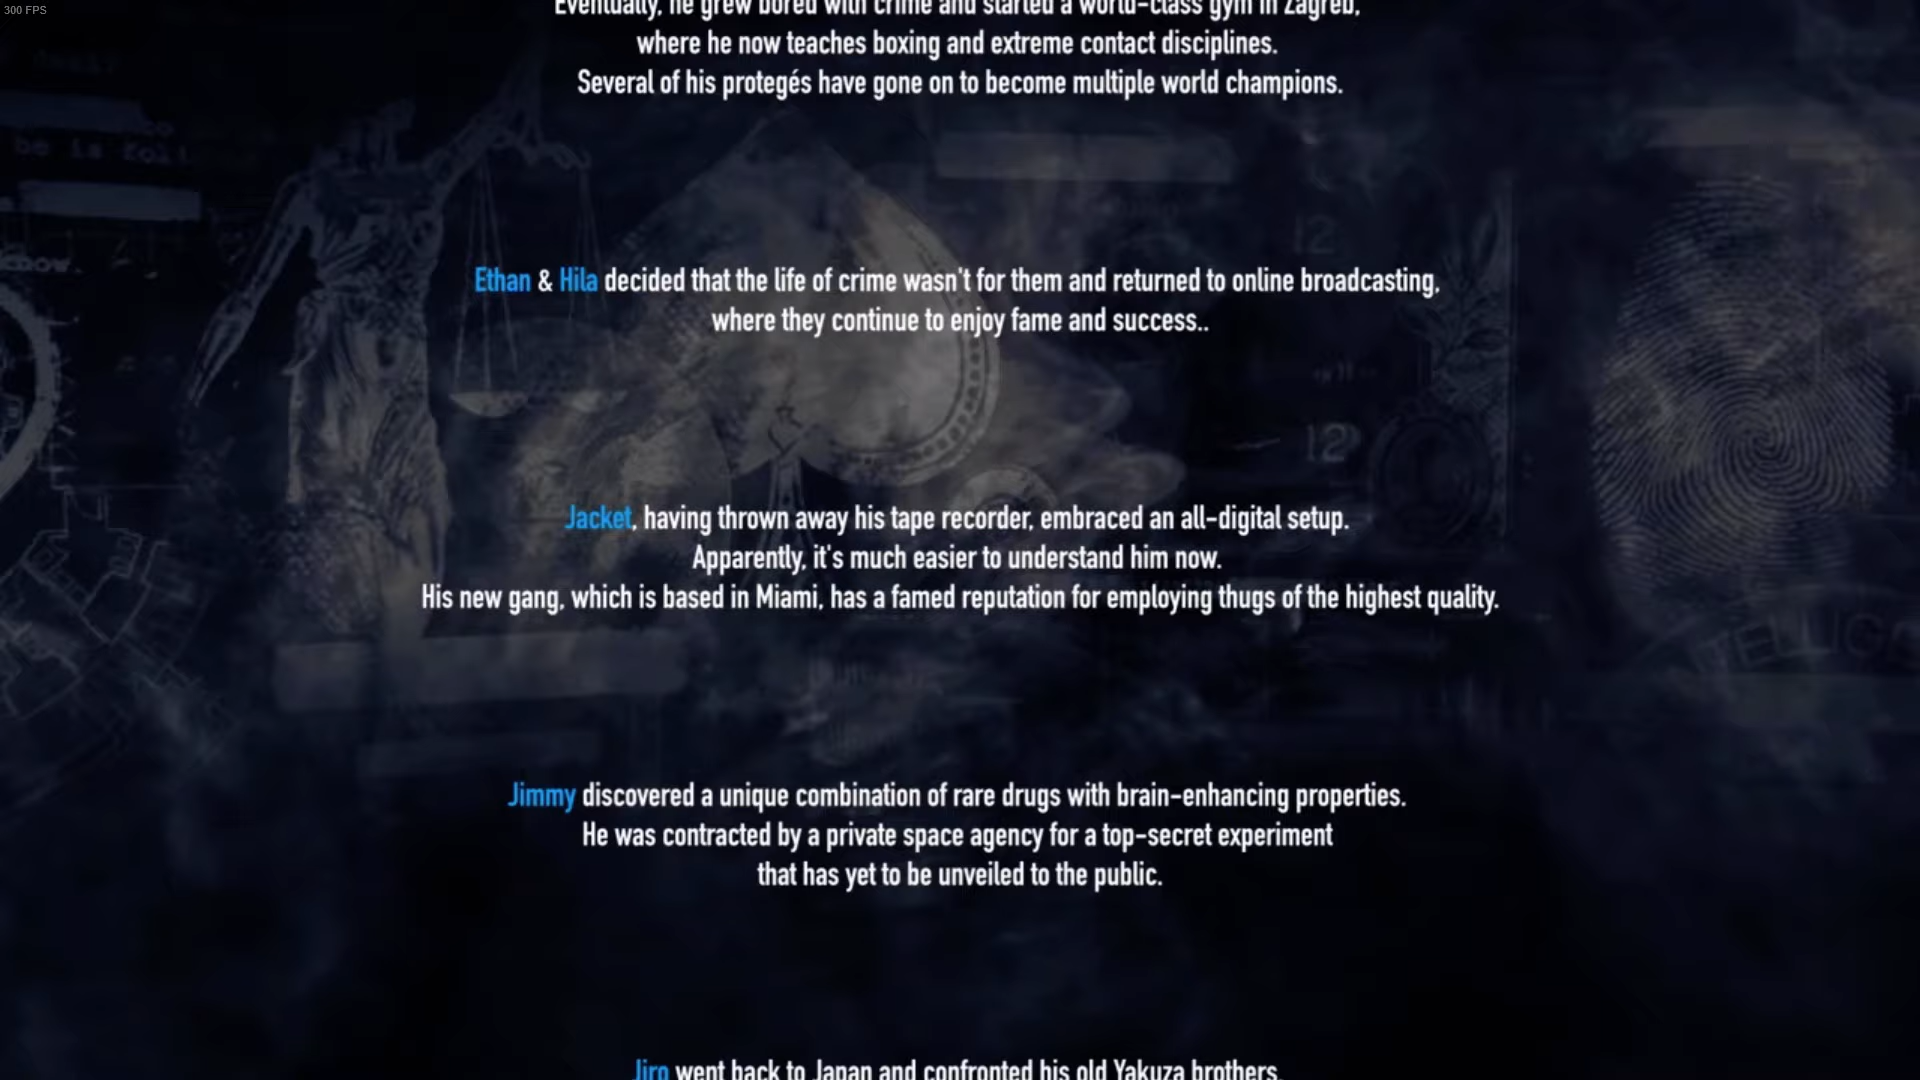 300 FPS
Eventually, he grew bored with crime and started a world-class gym in Zagreb,
where he now teaches boxing and extreme contact disciplines.
Several of his protegés have gone on to become multiple world champions.
be is
know.
12
Ethan & Hila decided that the life of crime wasn't for them and returned to online broadcasting,
where they continue to enjoy fame and success..
12
Jacket, having thrown away his tape recorder, embraced an all-digital setup.
Apparently, it's much easier to understand him now.
His new gang, which is based in Miami, has a famed reputation for employing thugs of the highest quality.
Jimmy discovered a unique combination of rare drugs with brain-enhancing properties.
He was contracted by a private space agency for a top-secret experiment
that has yet to be unveiled to the public.
Jiro went back to Japan and confronted his old Yakuza brothers.